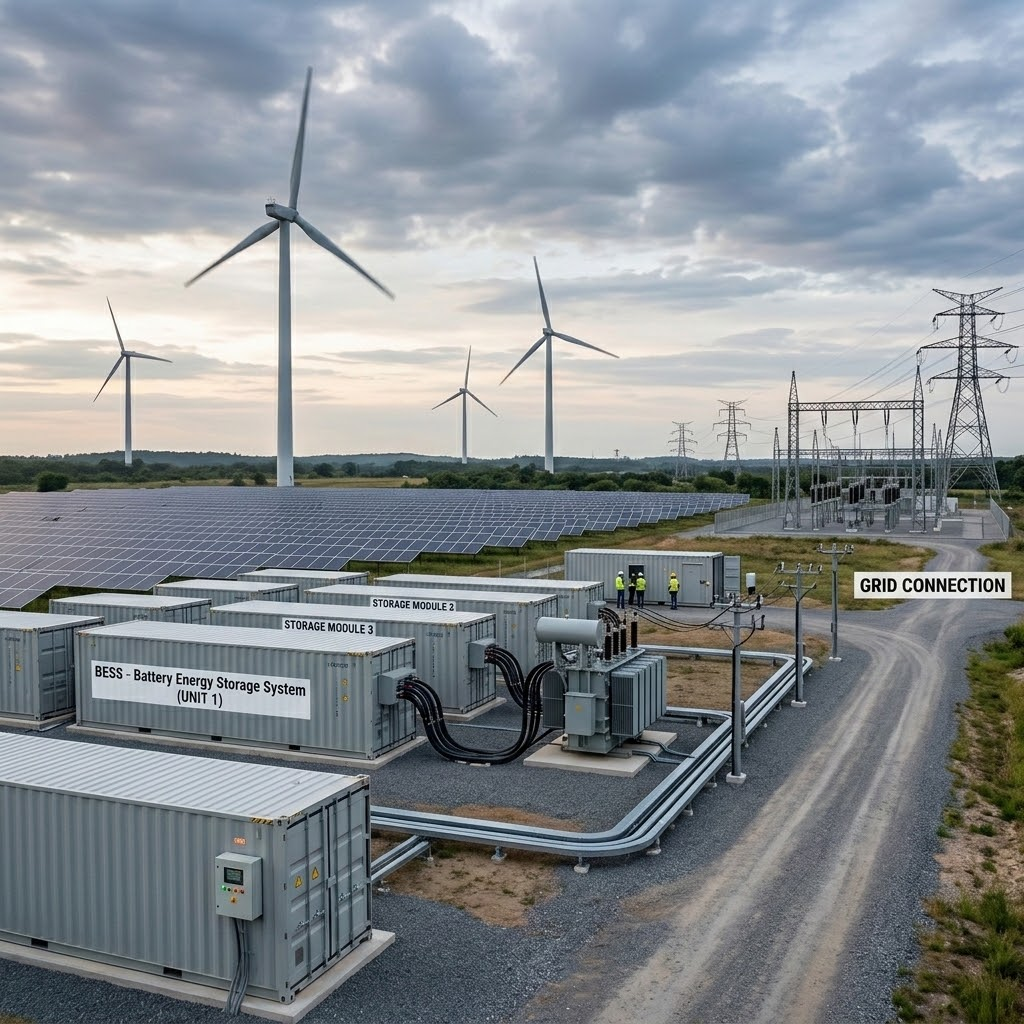 STORAGE MODULE 2
STORAGE MODULE 3
BESS - Battery Energy Storage System
(UNIT 1)
GRID CONNECTION